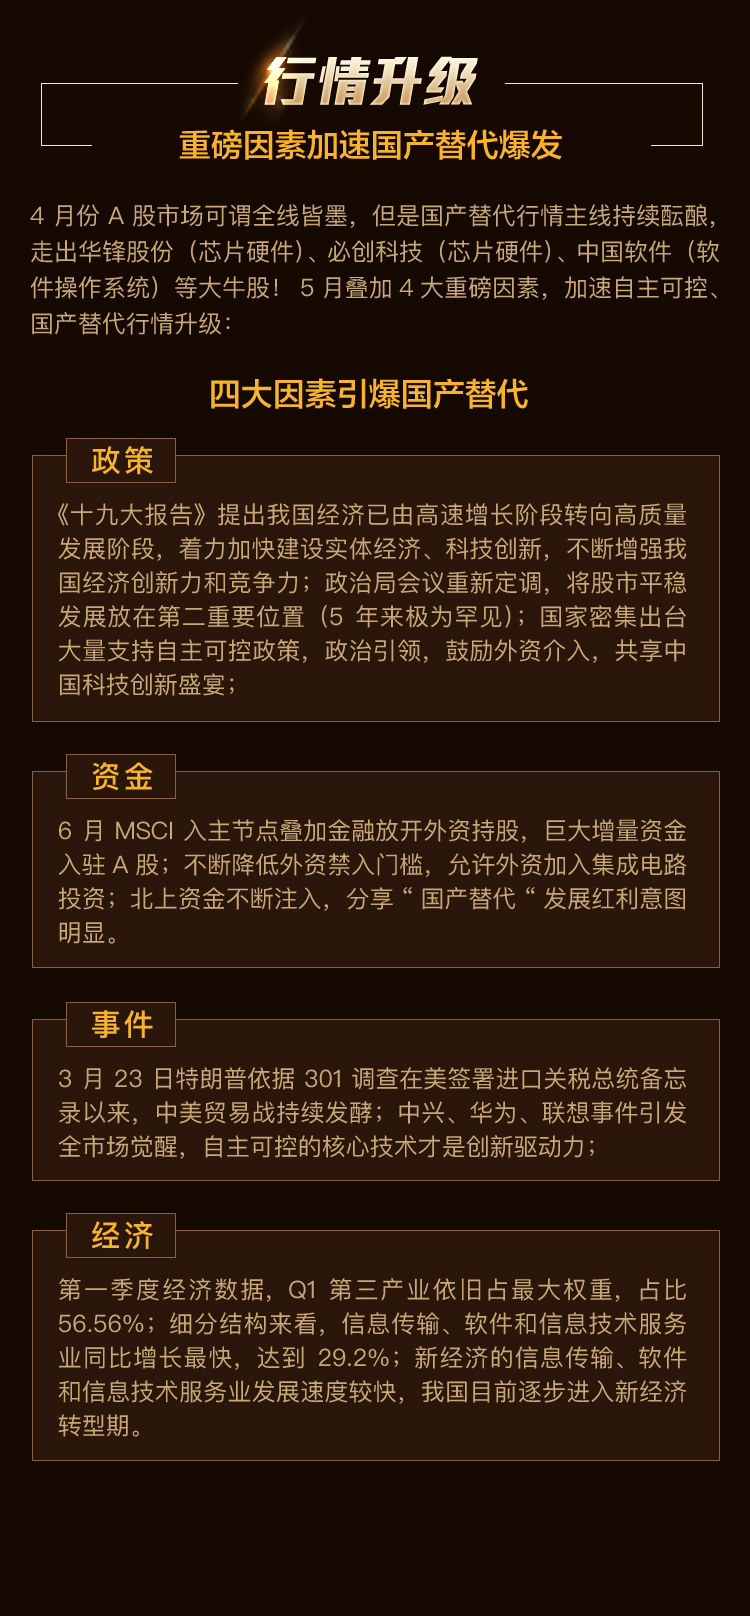 行情升级
重磅因素加速国产替代爆发
4 月份 A 股市场可谓全线皆墨，但是国产替代行情主线持续酝酿，
走出华锋股份（芯片硬件）、必创科技（芯片硬件）、中国软件（软
件操作系统）等大牛股！ 5 月叠加 4 大重磅因素，加速自主可控、
国产替代行情升级：
四大因素引爆国产替代
政策
《十九大报告》提出我国经济已由高速增长阶段转向高质量
发展阶段，着力加快建设实体经济、科技创新，不断增强我
国经济创新力和竞争力；政治局会议重新定调，将股市平稳
发展放在第二重要位置（5 年来极为罕见）；国家密集出台
大量支持自主可控政策，政治引领，鼓励外资介入，共享中
国科技创新盛宴；
资金
6 月 MSCI 入主节点叠加金融放开外资持股，巨大增量资金
入驻 A 股；不断降低外资禁入门槛，允许外资加入集成电路
投资；北上资金不断注入，分享 “ 国产替代 “ 发展红利意图
明显。
事件
3 月 23 日特朗普依据 301 调查在美签署进口关税总统备忘
录以来，中美贸易战持续发酵；中兴、华为、联想事件引发
全市场觉醒，自主可控的核心技术才是创新驱动力；
经济
第一季度经济数据，Q1 第三产业依旧占最大权重，占比
56.56%；细分结构来看，信息传输、软件和信息技术服务
业同比增长最快，达到 29.2%；新经济的信息传输、软件
和信息技术服务业发展速度较快，我国目前逐步进入新经济
转型期。